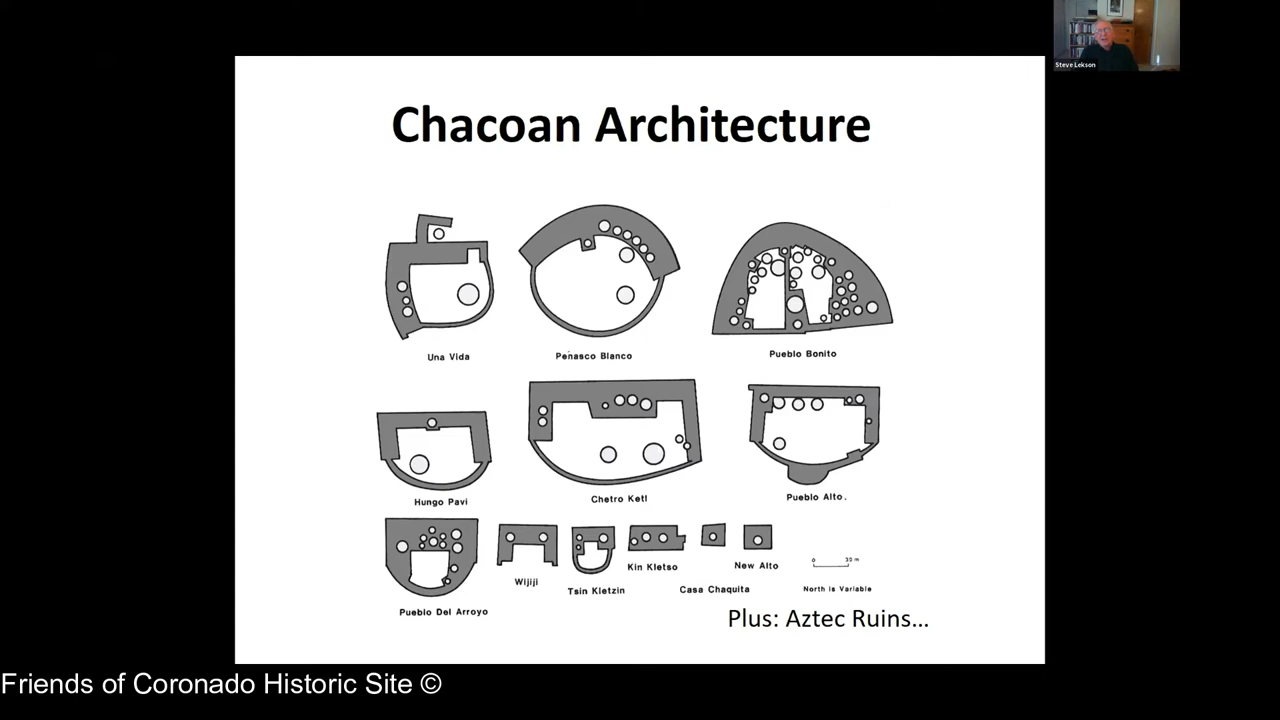 Steve Lekson
Chacoan Architecture
Una Vida
Peñasco Blanco
Pueblo Bonito
Hungo Pavi
Chetro Ketl
Pueblo Alto.
Pueblo Del Arroyo
Wijiji
Tsin Kletzin
Kin Kletso
Casa Chaquita
New Alto
0 30 m
North is Variable
Plus: Aztec Ruins...
Friends of Coronado Historic Site ©